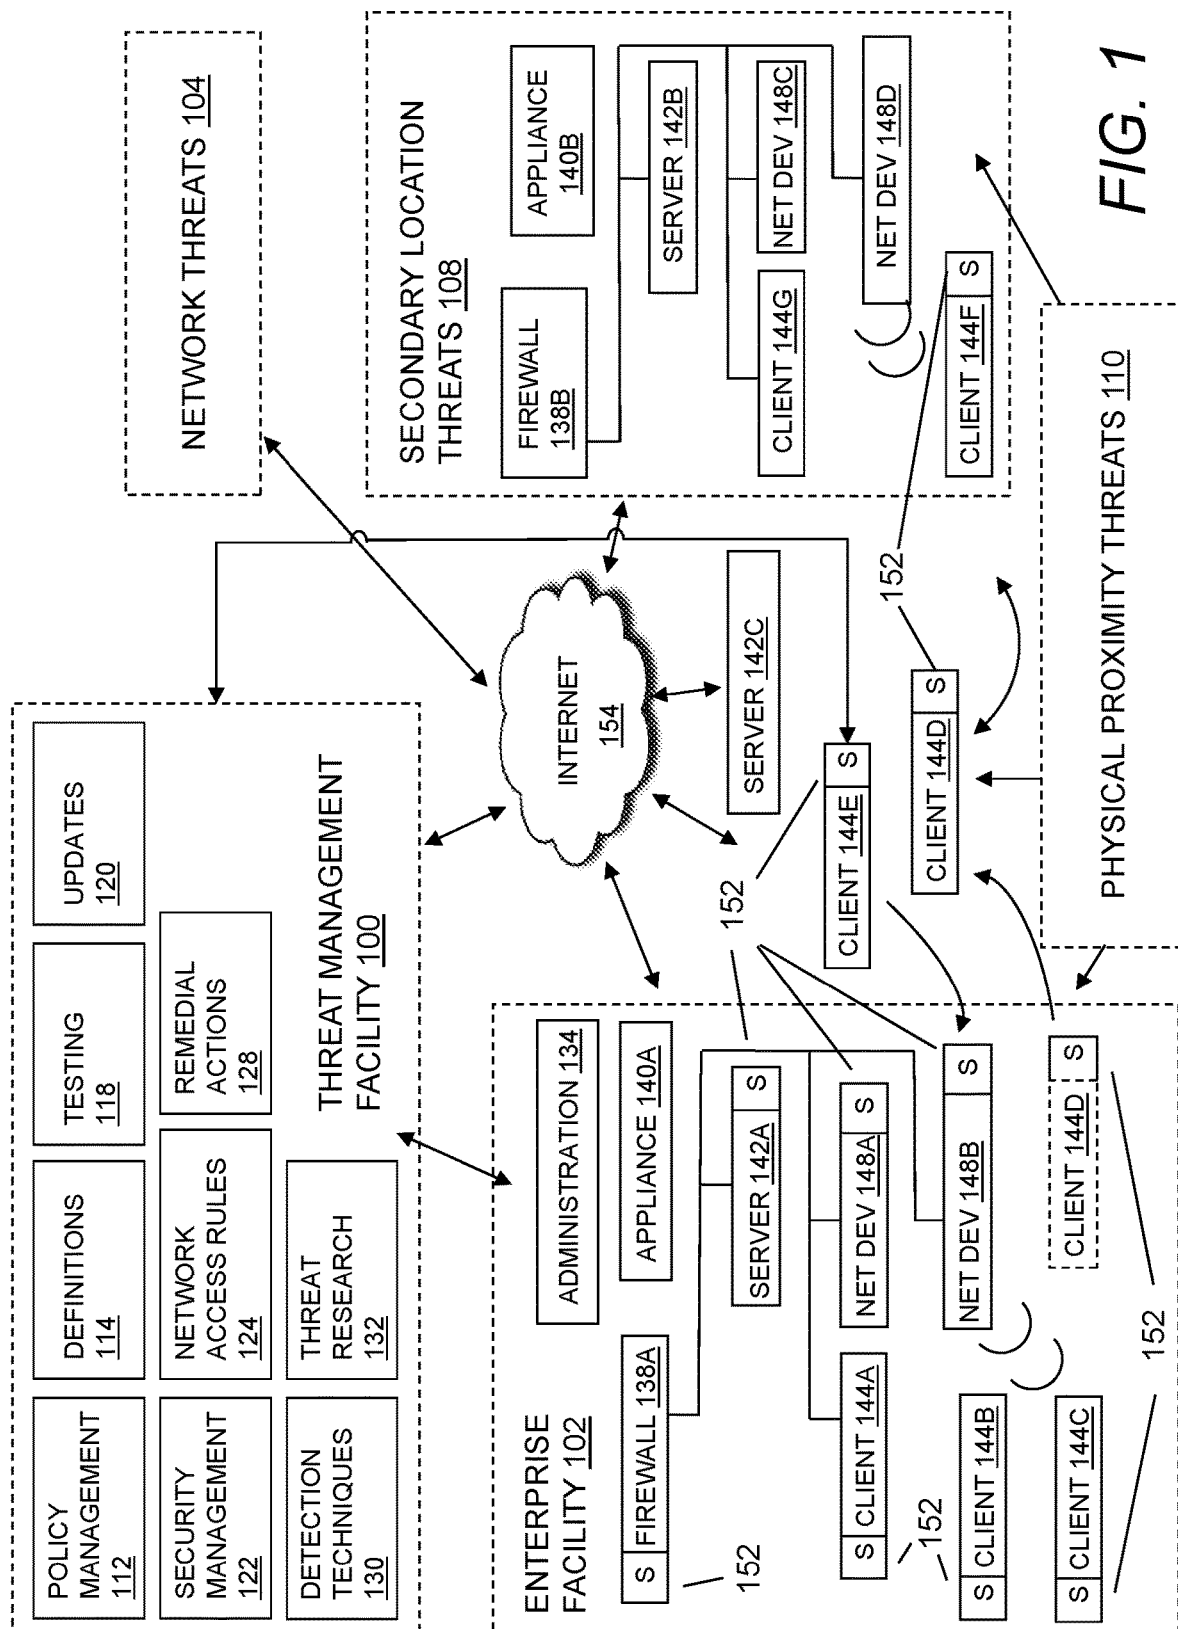 POLICY
MANAGEMENT
112
DEFINITIONS
114
TESTING
118
UPDATES
120
SECURITY
MANAGEMENT
122
NETWORK
ACCESS RULES
124
REMEDIAL
ACTIONS
128
DETECTION
TECHNIQUES
130
THREAT
RESEARCH
132
THREAT MANAGEMENT
FACILITY 100
NETWORK THREATS 104
INTERNET
154
SERVER 142C
ENTERPRISE
FACILITY 102
ADMINISTRATION 134
S
FIREWALL 138A
APPLIANCE 140A
152
SERVER 142A
S
152
S
CLIENT 144A
NET DEV 148A
S
152
S
CLIENT 144B
NET DEV 148B
S
S
CLIENT 144C
CLIENT 144D
S
152
CLIENT 144E
S
CLIENT 144D
S
152
SECONDARY LOCATION
THREATS 108
FIREWALL
138B
APPLIANCE
140B
SERVER 142B
CLIENT 144G
NET DEV 148C
NET DEV 148D
CLIENT 144F
S
PHYSICAL PROXIMITY THREATS 110
FIG. 1